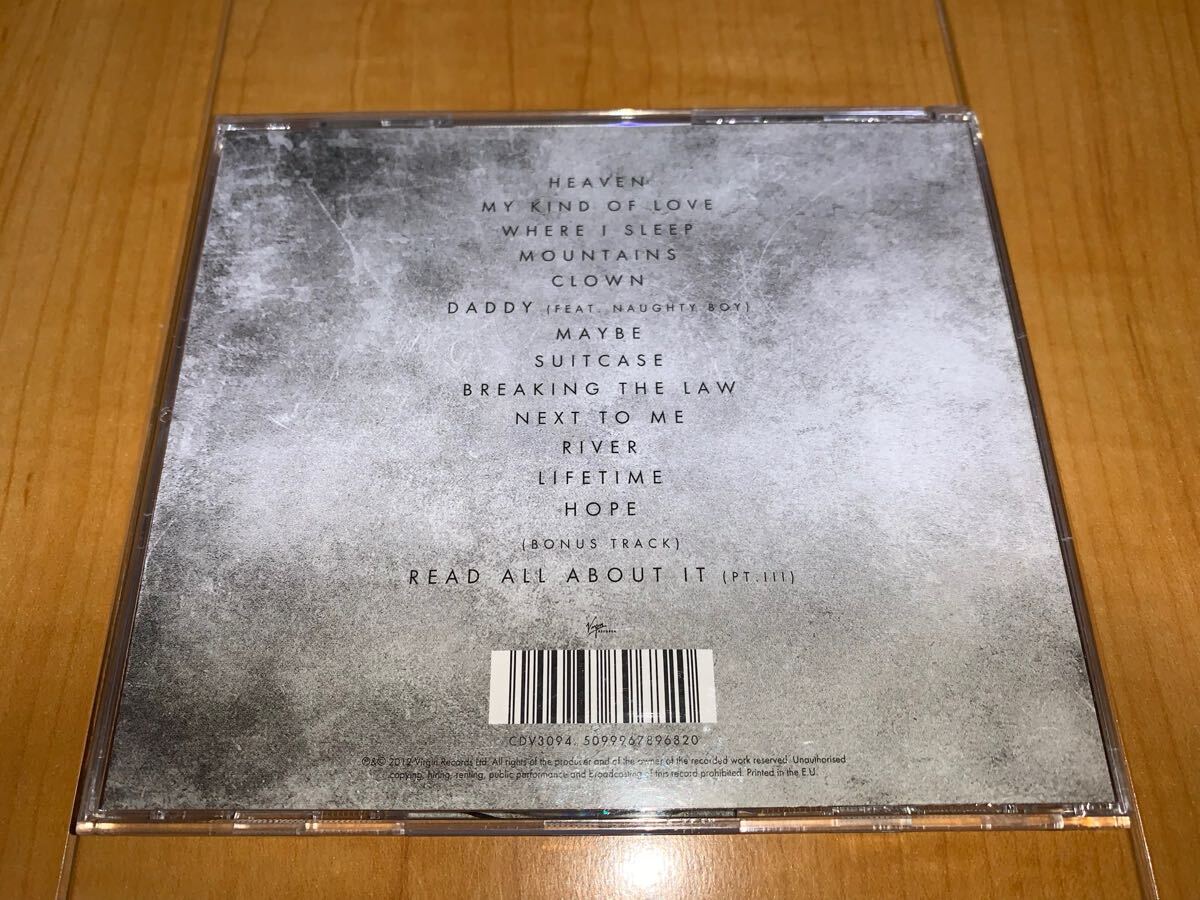 HEAVEN
MY KIND OF LOVE
WHERE I SLEEP
MOUNTAINS
CLOWN
DADDY (FEAT. NAUGHTY BOY)
MAYBE
SUITCASE
BREAKING THE LAW
NEXT TO ME
RIVER
LIFETIME
HOPE
(BONUS TRACK)
READ ALL ABOUT IT (PT.III)
Virgin
RECORDS
CDV3094. 5099967896820
℗&© 2012 Virgin Records Ltd. All rights of the producer and of the owner of the recorded work reserved. Unauthorised
copying, hiring, renting, public performance and broadcasting of this record prohibited. Printed in the E.U.